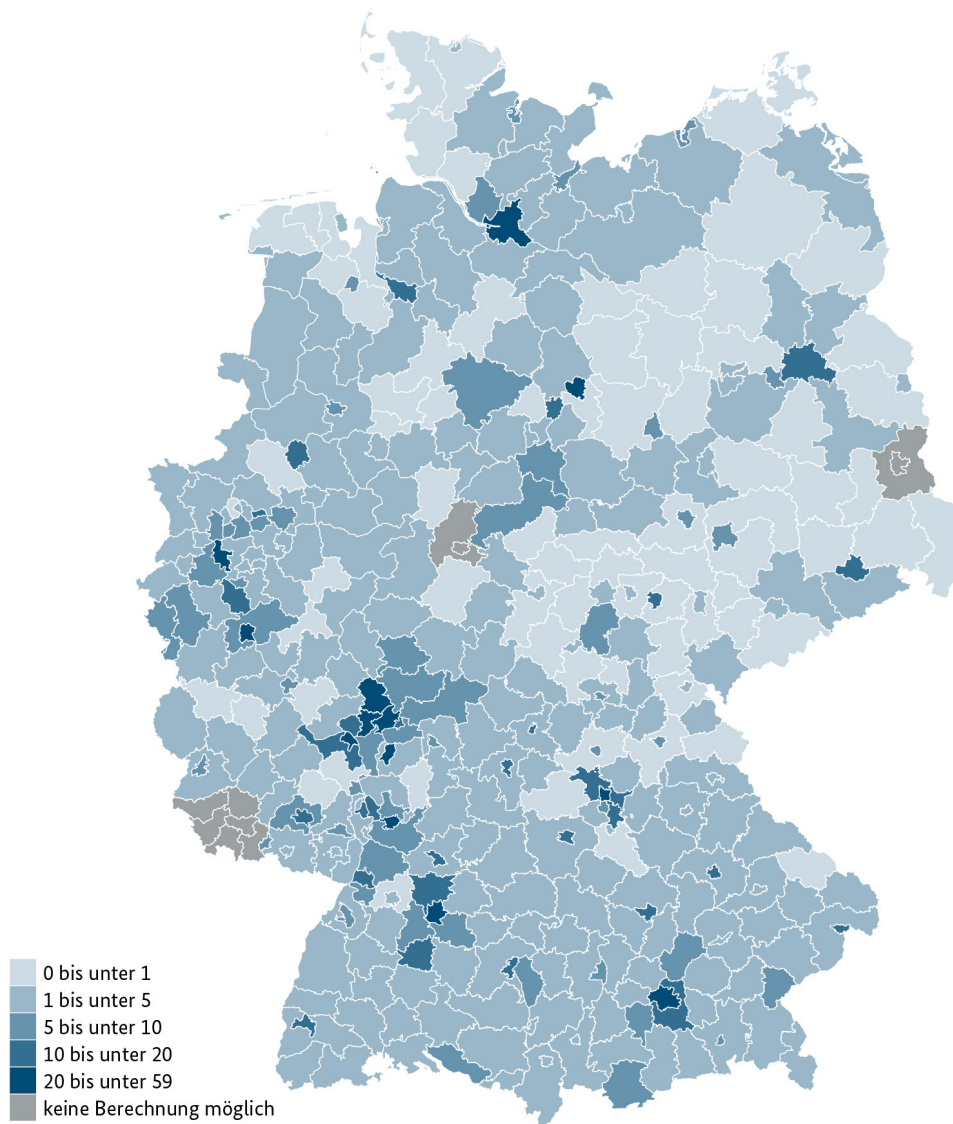 0 bis unter 1
1 bis unter 5
5 bis unter 10
10 bis unter 20
20 bis unter 59
keine Berechnung möglich